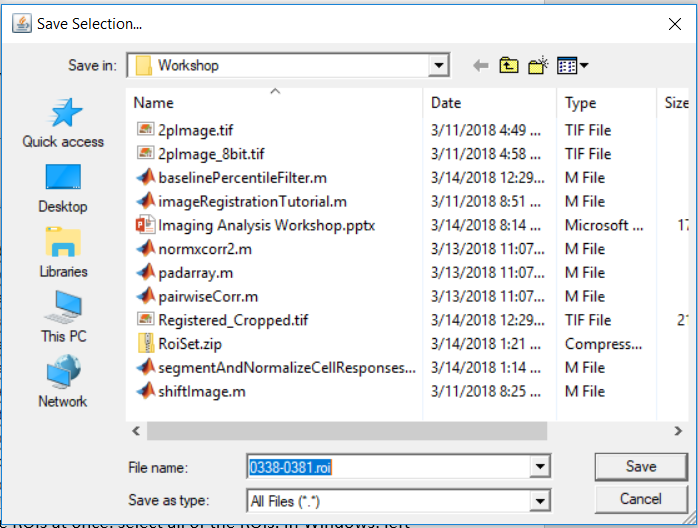 Save Selection...
Save in: Workshop
Name Date Type Size
2pImage.tif 3/11/2018 4:49 ... TIF File
2pImage_8bit.tif 3/11/2018 4:58 ... TIF File
baselinePercentileFilter.m 3/14/2018 12:29... M File
imageRegistrationTutorial.m 3/11/2018 8:51 ... M File
Imaging Analysis Workshop.pptx 3/14/2018 8:14 ... Microsoft ... 17
normxcorr2.m 3/13/2018 11:07... M File
padarray.m 3/13/2018 11:07... M File
pairwiseCorr.m 3/13/2018 11:07... M File
Registered_Cropped.tif 3/14/2018 12:29... TIF File 21
RoiSet.zip 3/14/2018 1:21 ... Compress...
segmentAndNormalizeCellResponses... 3/14/2018 1:14 ... M File
shiftImage.m 3/11/2018 8:25 ... M File
Quick access
Desktop
Libraries
This PC
Network
File name: 0338-0381.roi Save
Save as type: All Files (*.*) Cancel
ROIs at once: select all of the ROIs. In Windows: left